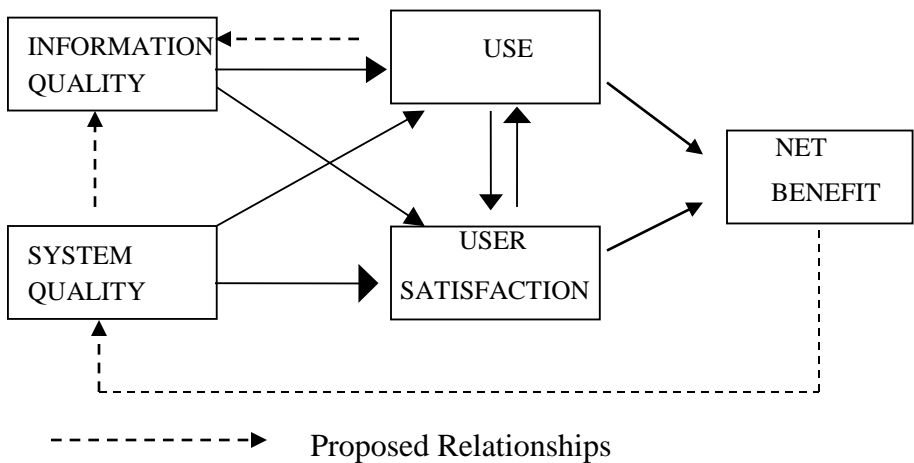 INFORMATION
QUALITY
USE
NET
BENEFIT
SYSTEM
QUALITY
USER
SATISFACTION
Proposed Relationships